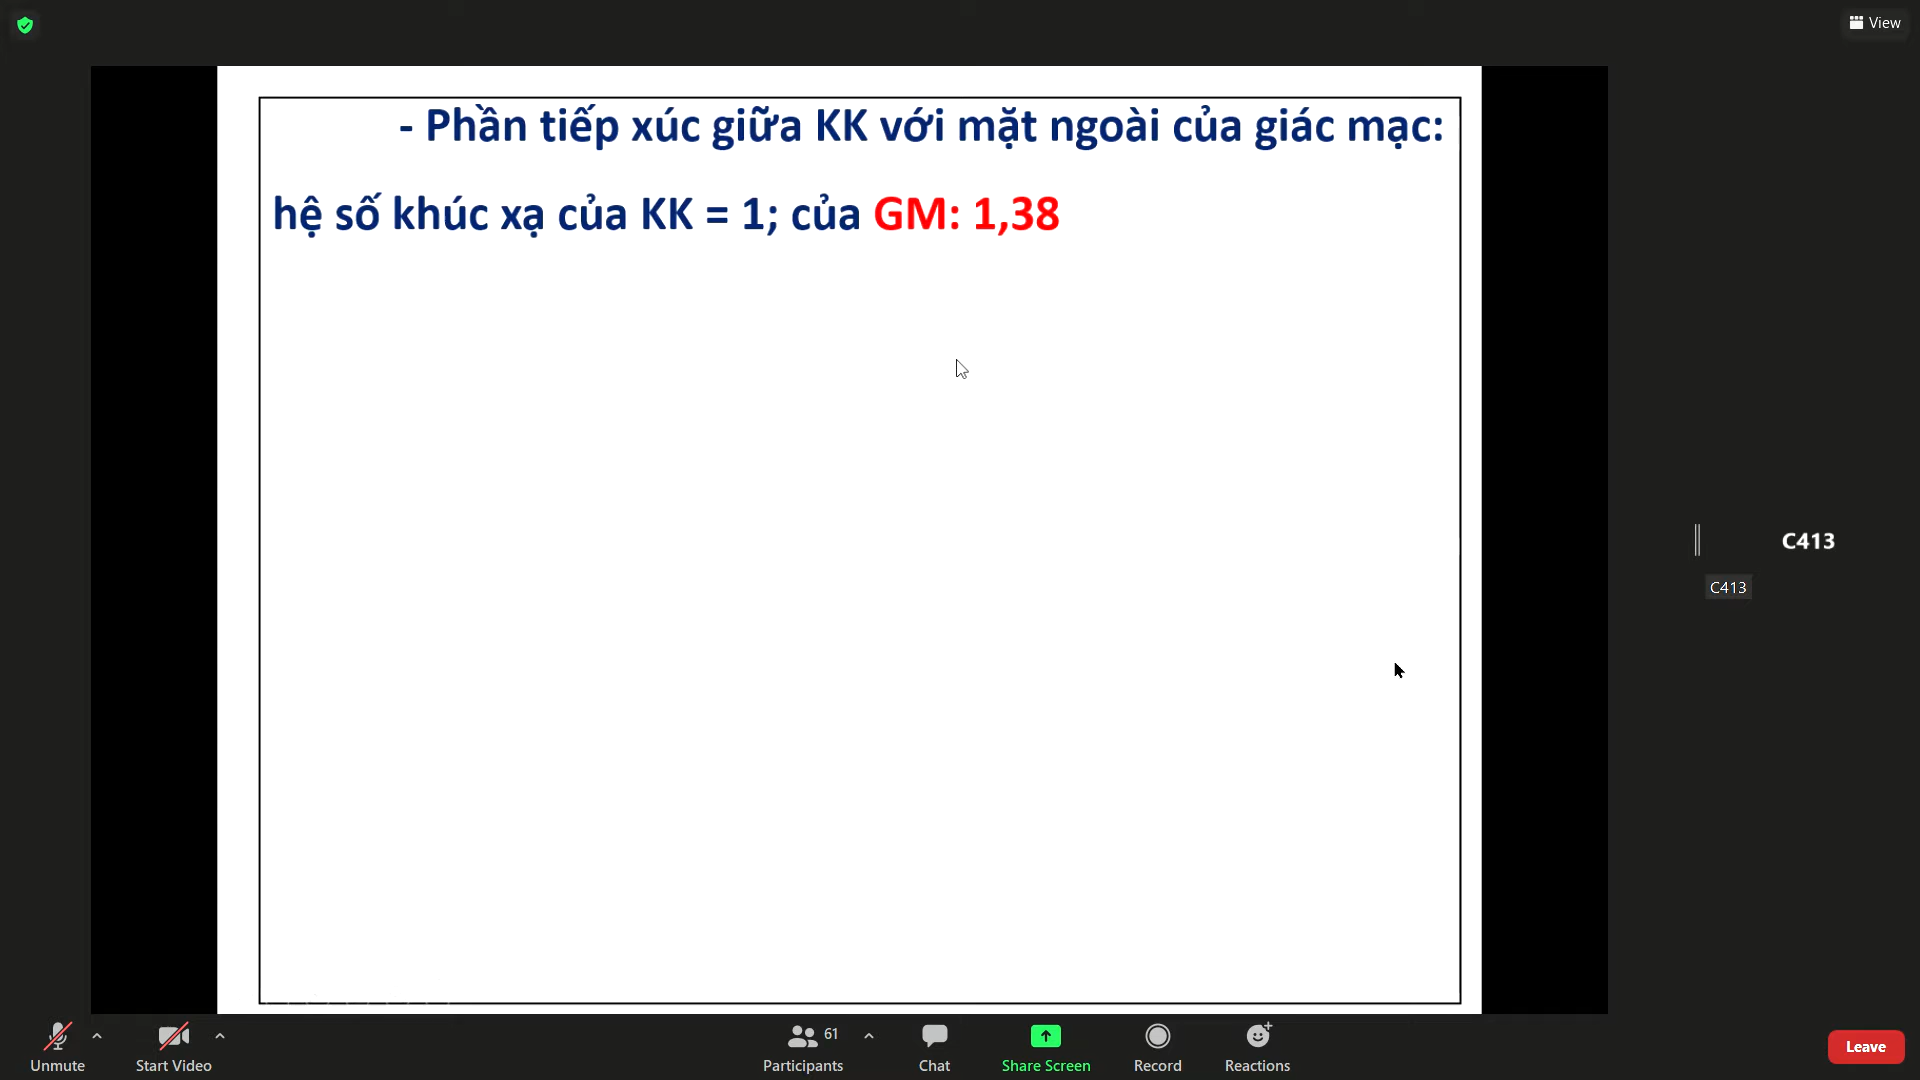 View
- Phần tiếp xúc giữa KK với mặt ngoài của giác mạc:
hệ số khúc xạ của KK = 1; của GM: 1,38
C413
C413
61
Unmute
Start Video
Participants
Chat
Share Screen
Record
Reactions
Leave